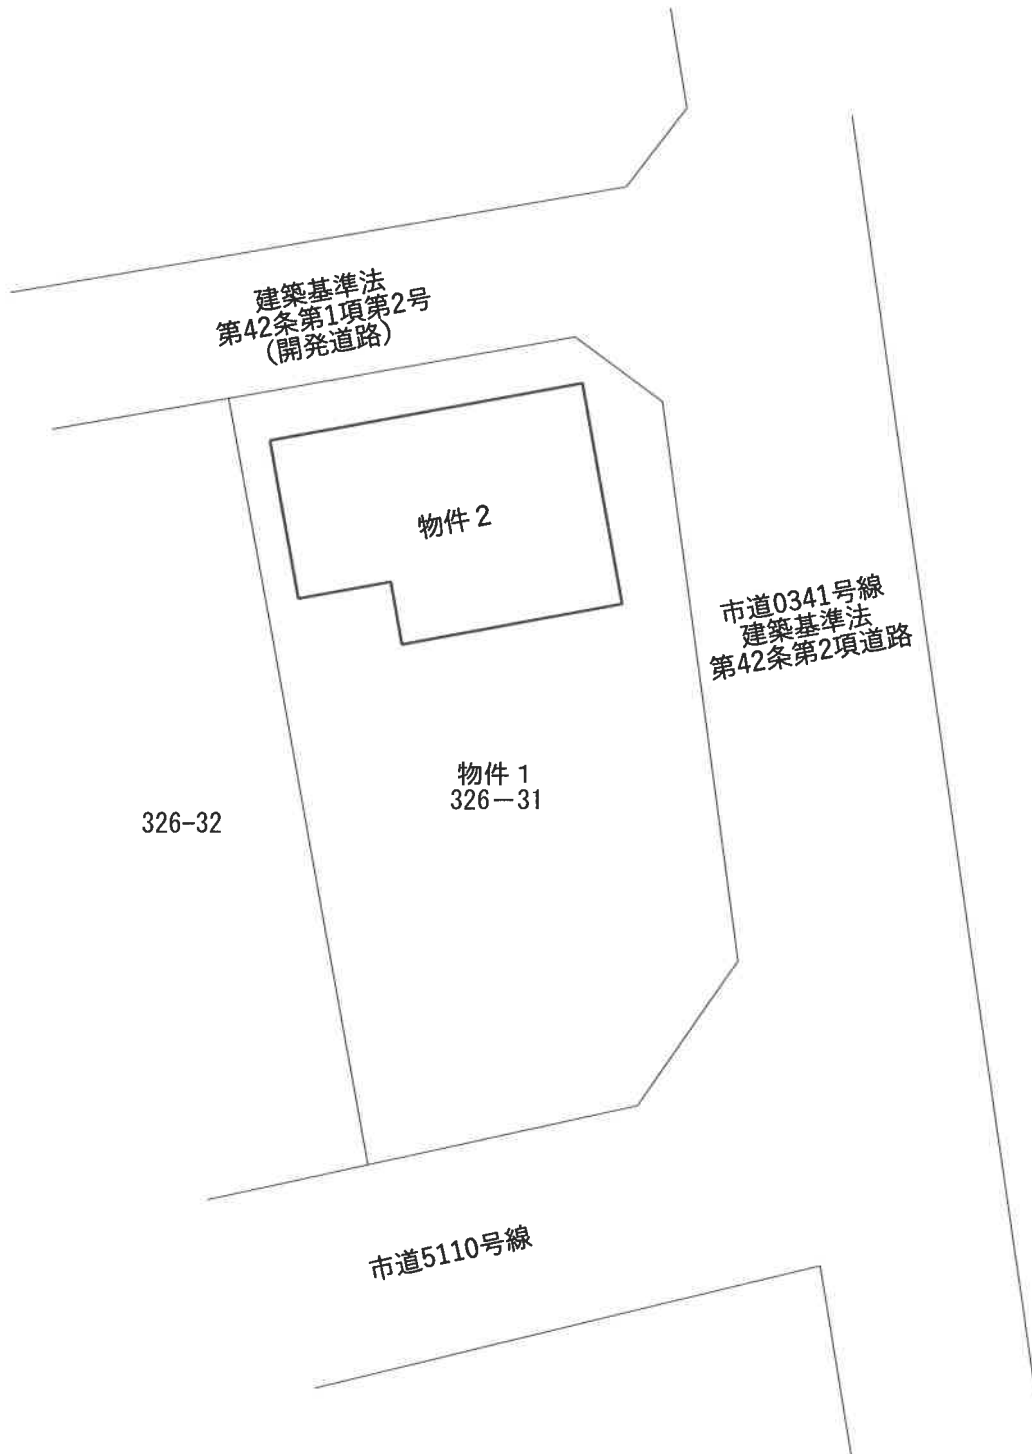 建築基準法
第42条第1項第2号
（開発道路）
物件２
市道0341号線
建築基準法
第42条第2項道路
物件１
326－31
326-32
市道5110号線